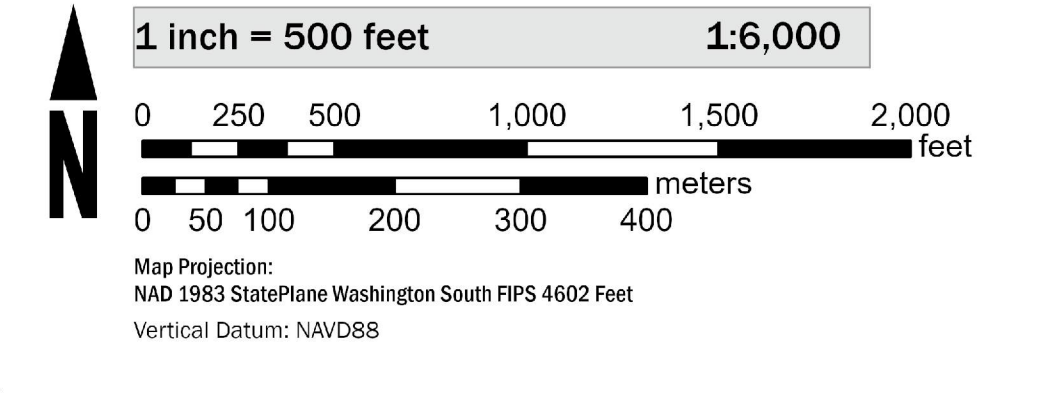 1 inch = 500 feet 1:6,000
0 250 500 1,000 1,500 2,000
feet
meters
0 50 100 200 300 400
N
Map Projection:
NAD 1983 StatePlane Washington South FIPS 4602 Feet
Vertical Datum: NAVD88